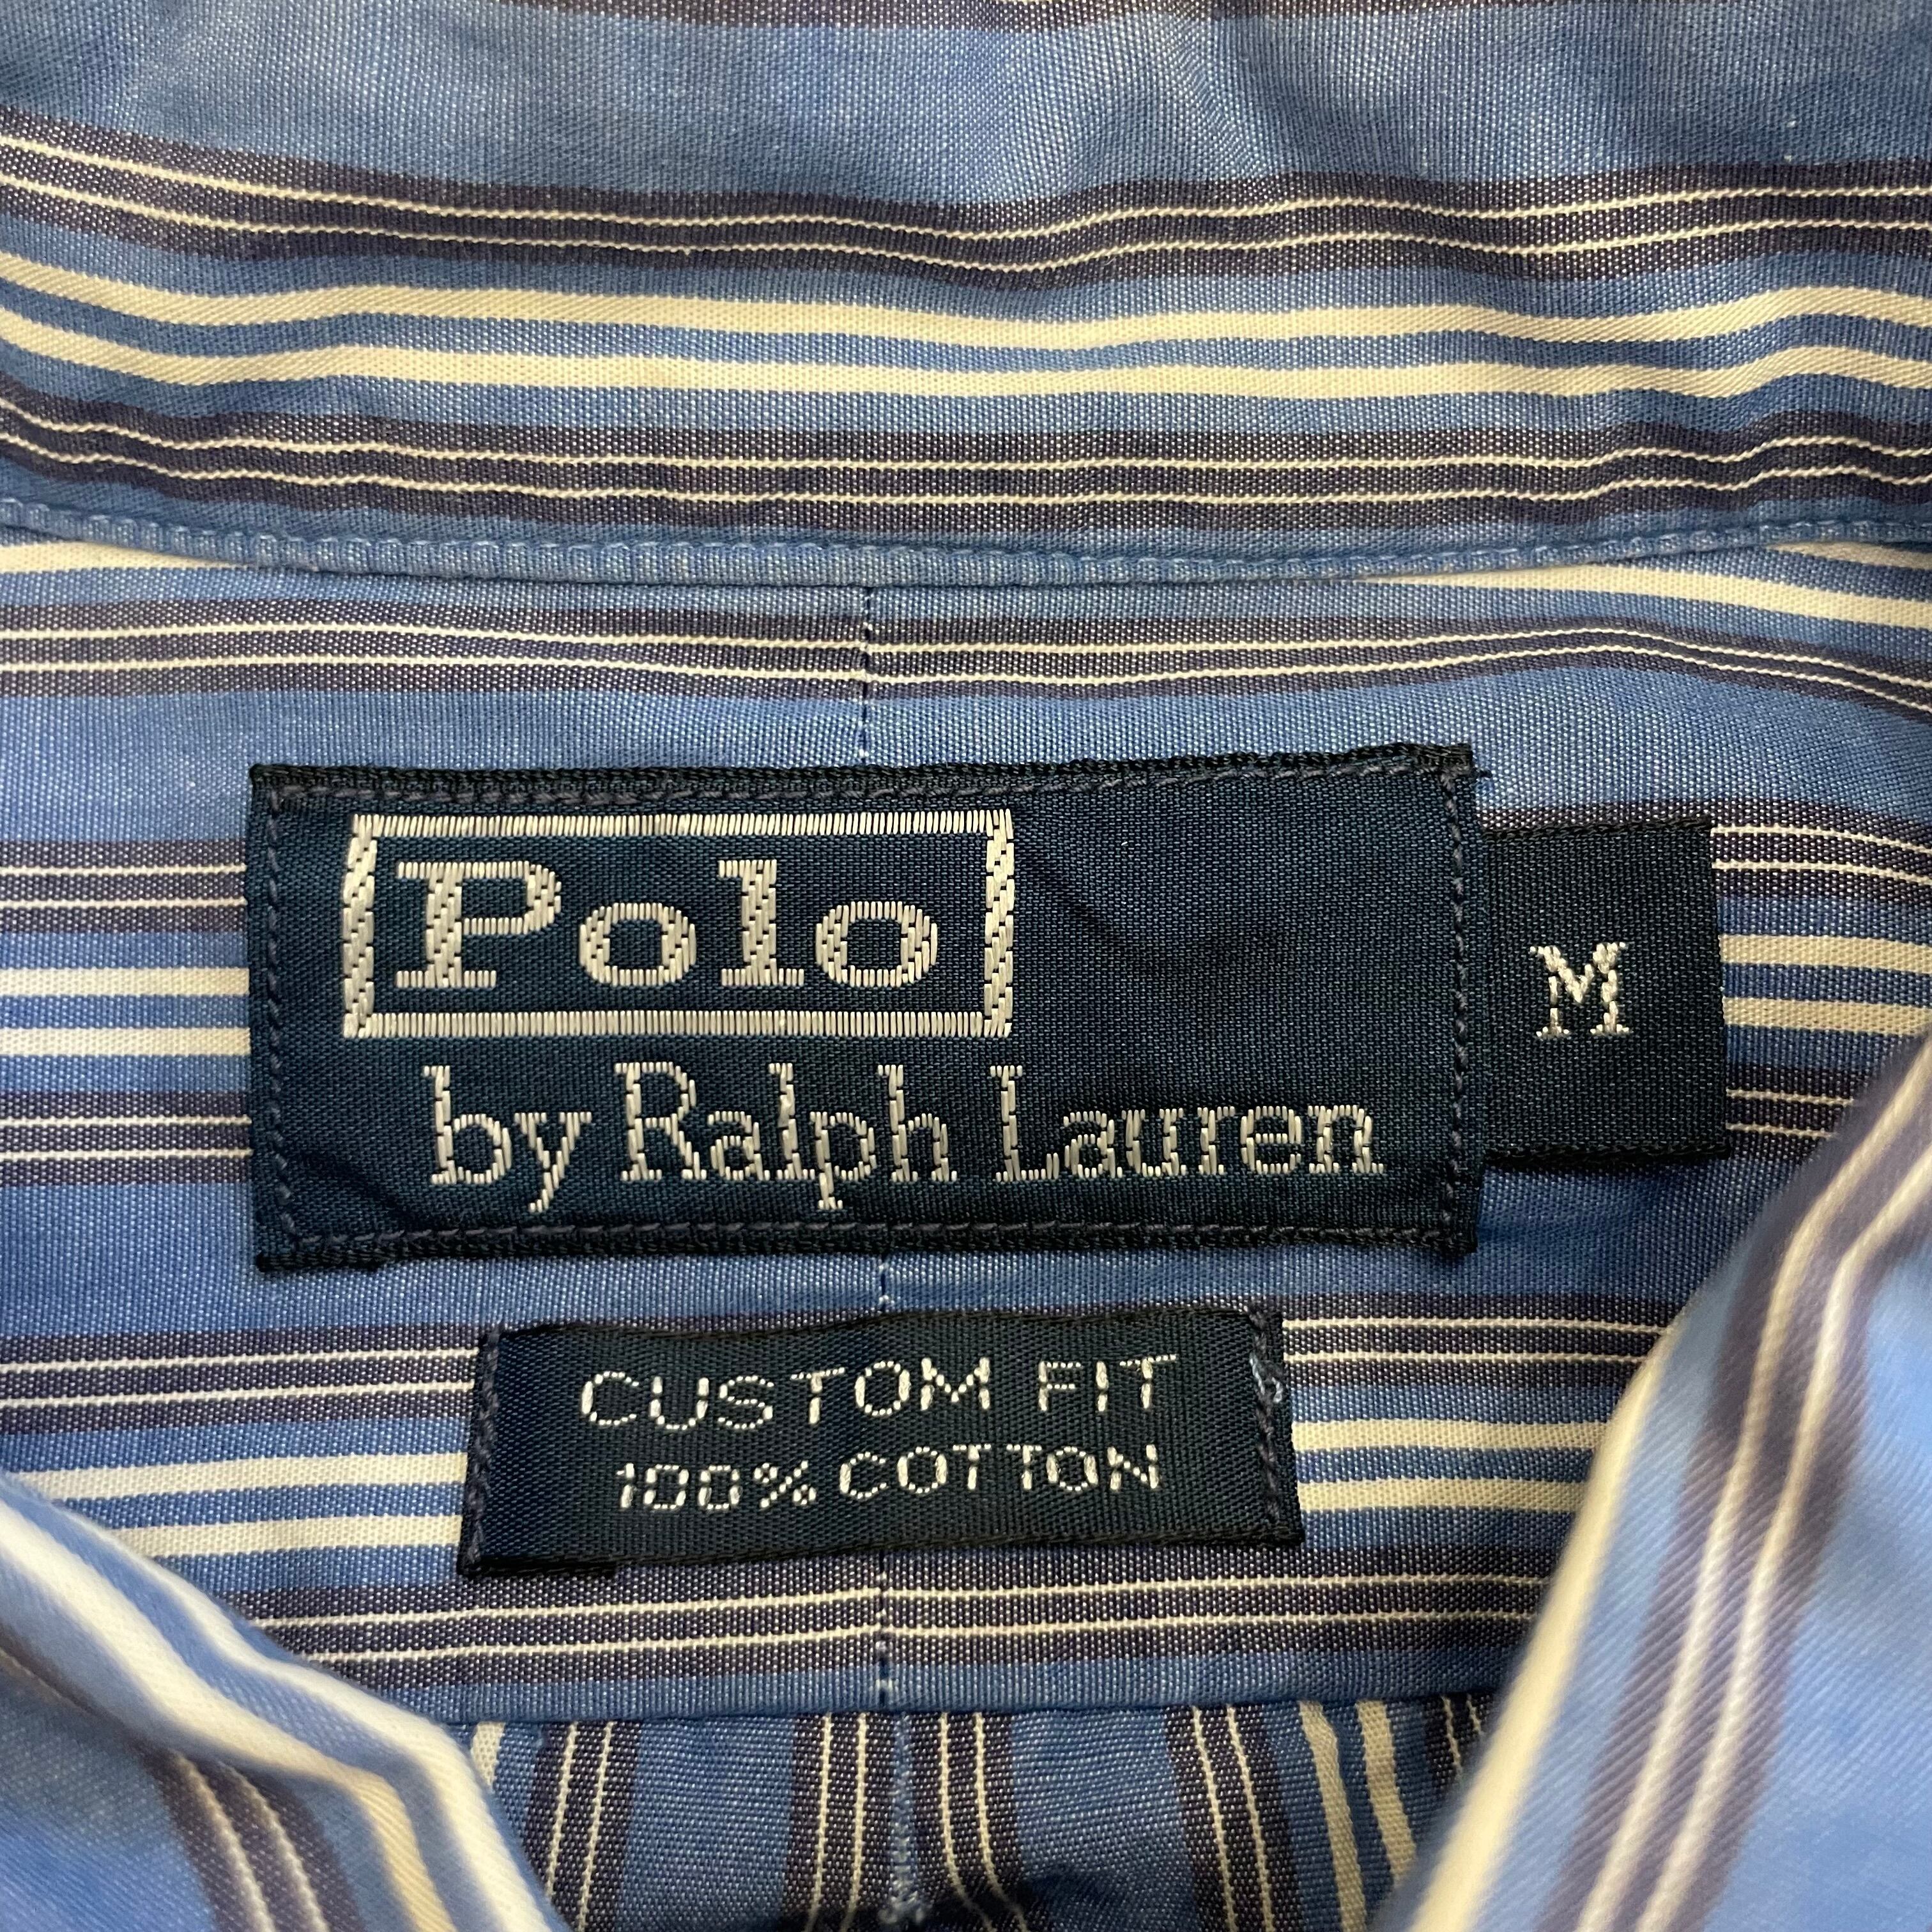 Polo
by Ralph Lauren
M
CUSTOM FIT
100% COTTON